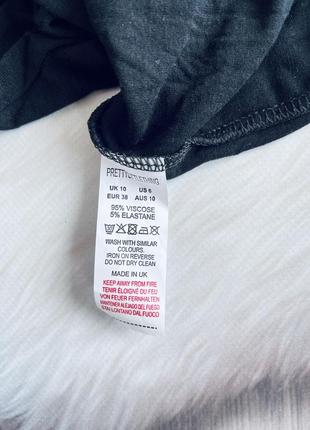 PRETTYLITTLETHING
UK 10 US 6
EUR 38 AUS 10
95% VISCOSE
5% ELASTANE
WASH WITH SIMILAR
COLOURS.
IRON ON REVERSE
DO NOT DRY CLEAN
MADE IN UK
KEEP AWAY FROM FIRE
TENIR ÉLOIGNÉ DU FEU
VON FEUER FERNHALTEN
MANTENER ALEJADO DEL FUEGO
LONTANO DAL FUOCO